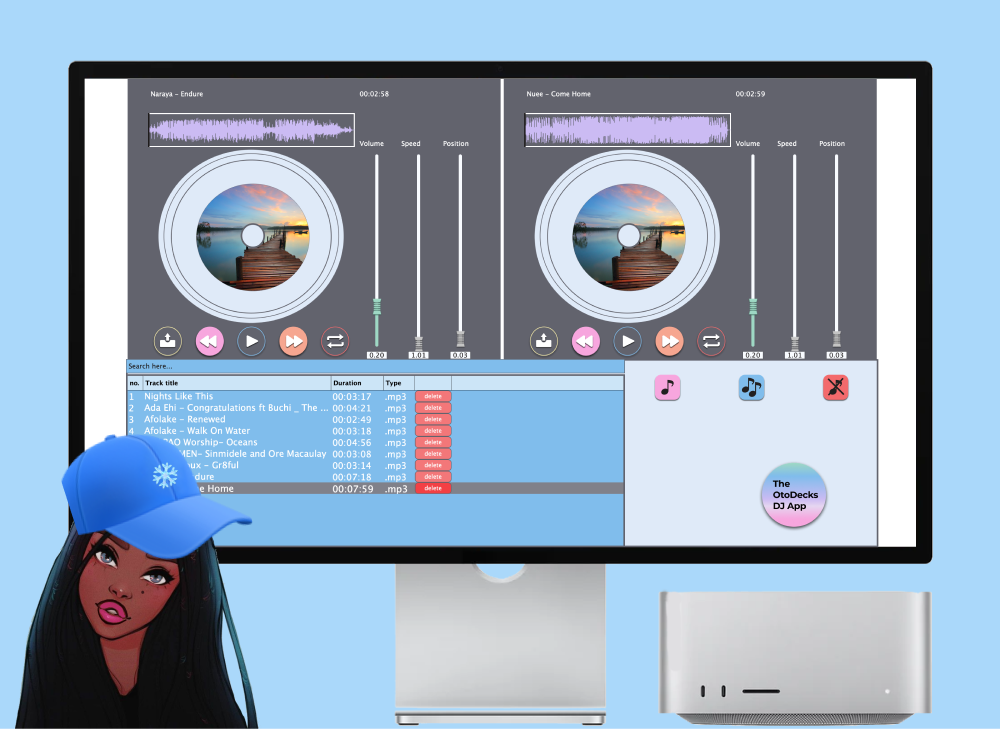 Naraya - Endure 00:02:58
Nuee - Come Home 00:02:59
Volume Speed Position
Volume Speed Position
0.20 1.01 0.03
0.20 1.01 0.03
Search here...
no. Track title Duration Type
1 Nights Like This 00:03:17 .mp3 delete
2 Ada Ehi - Congratulations ft Buchi _ The ... 00:04:21 .mp3 delete
3 Afolake - Renewed 00:02:49 .mp3 delete
4 Afolake - Walk On Water 00:03:18 .mp3 delete
Worship- Oceans 00:04:56 .mp3 delete
Sinmidele and Ore Macaulay 00:03:08 .mp3 delete
- Gr8ful 00:03:14 .mp3 delete
00:07:18 .mp3 delete
Home 00:07:59 .mp3 delete
The
OtoDecks
DJ App